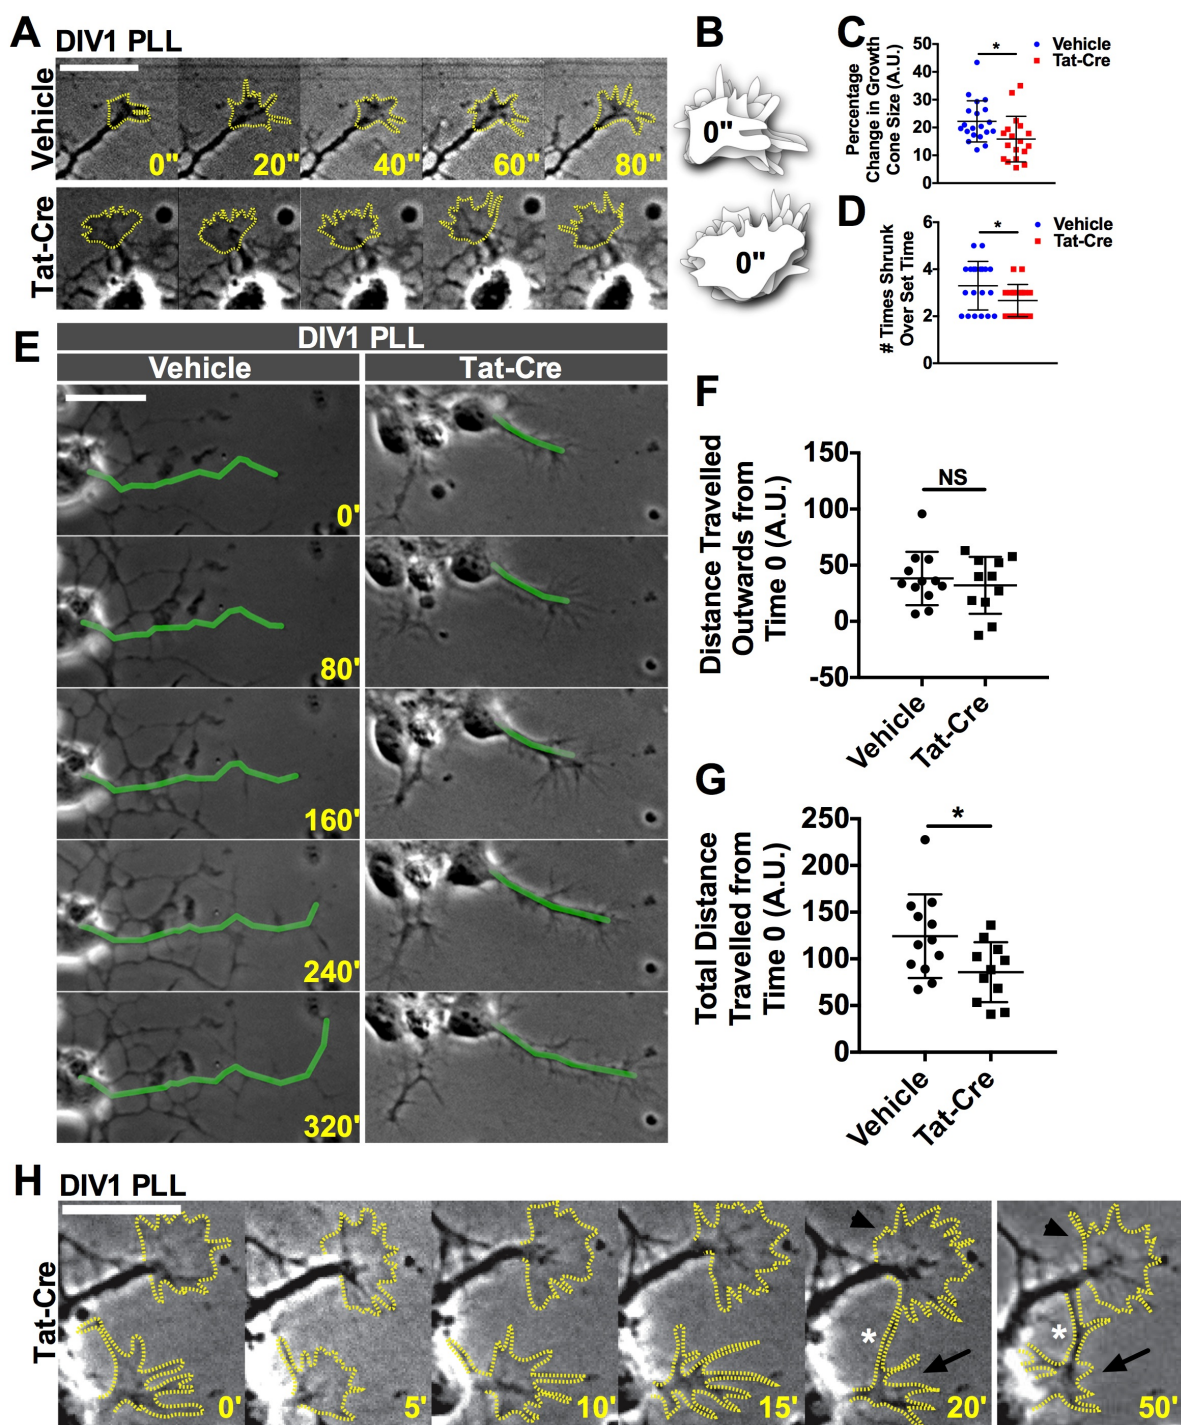 A
DIV1 PLL
Vehicle
0"
20"
40"
60"
80"
Tat-Cre
B
0"
0"
C
Percentage
Change in Growth
Cone Size (A.U.)
50
40
30
20
10
0
*
Vehicle
Tat-Cre
D
# Times Shrunk
Over Set Time
6
4
2
0
*
Vehicle
Tat-Cre
E
DIV1 PLL
Vehicle
Tat-Cre
0'
80'
160'
240'
320'
F
Distance Travelled
Outwards from
Time 0 (A.U.)
150
100
50
0
-50
NS
Vehicle
Tat-Cre
G
Total Distance
Travelled from
Time 0 (A.U.)
250
200
150
100
50
0
*
Vehicle
Tat-Cre
H
DIV1 PLL
Tat-Cre
0'
5'
10'
15'
*
20'
*
50'